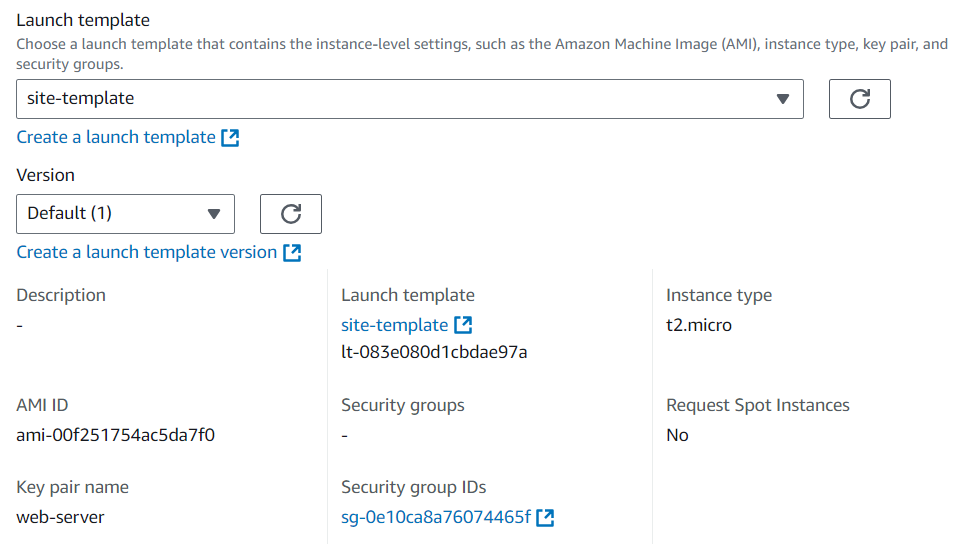 Launch template
Choose a launch template that contains the instance-level settings, such as the Amazon Machine Image (AMI), instance type, key pair, and
security groups.
site-template
Create a launch template
Version
Default (1)
Create a launch template version
Description
-
Launch template
site-template
lt-083e080d1cbdae97a
Instance type
t2.micro
AMI ID
ami-00f251754ac5da7f0
Security groups
-
Request Spot Instances
No
Key pair name
web-server
Security group IDs
sg-0e10ca8a76074465f